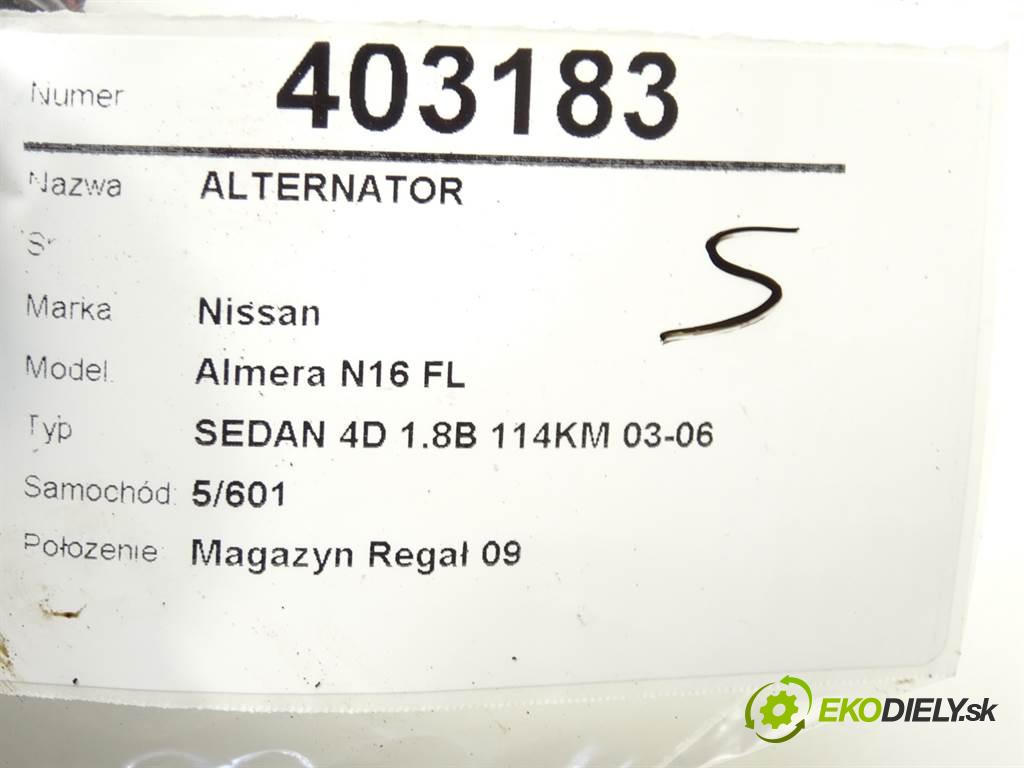 Numer 403183
Nazwa ALTERNATOR
S
Marka Nissan
Model Almera N16 FL
Typ SEDAN 4D 1.8B 114KM 03-06
Samochód: 5/601
Położenie: Magazyn Regał 09
EKODIELY.sk